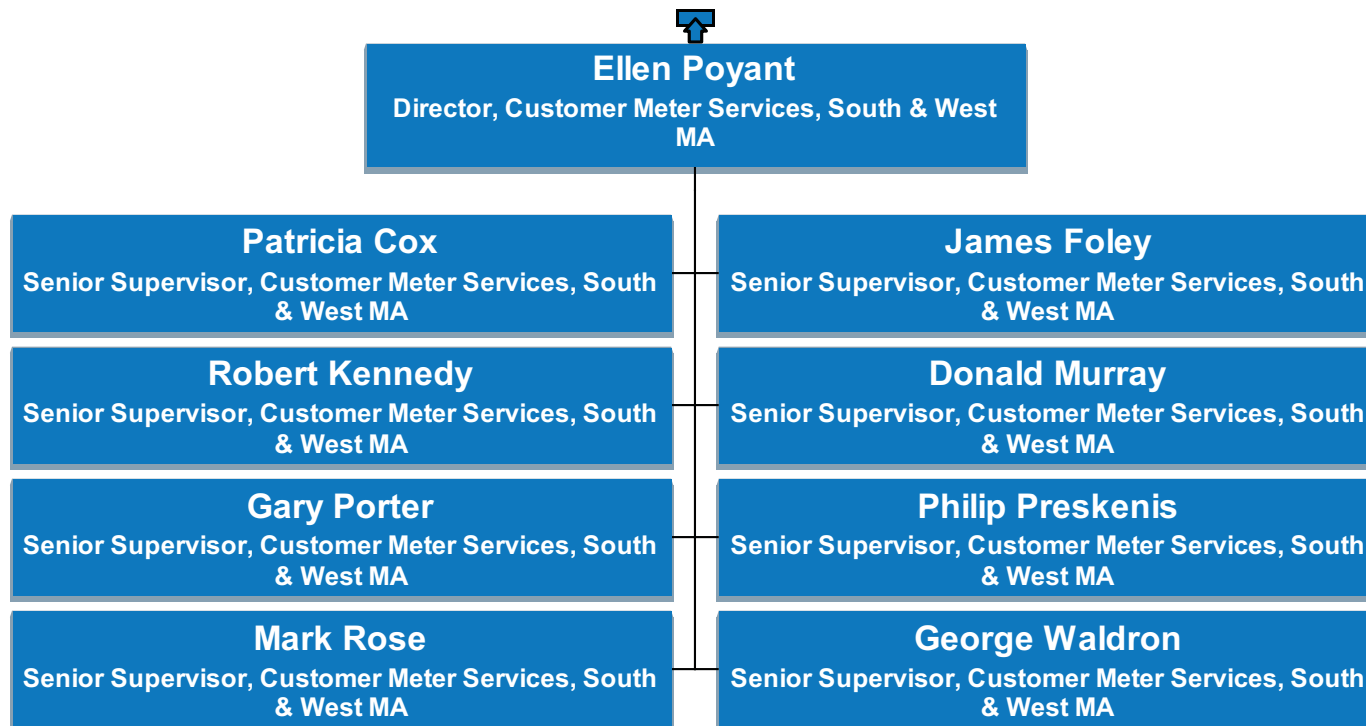 Ellen Poyant
Director, Customer Meter Services, South & West
MA
Patricia Cox
Senior Supervisor, Customer Meter Services, South
& West MA
James Foley
Senior Supervisor, Customer Meter Services, South
& West MA
Robert Kennedy
Senior Supervisor, Customer Meter Services, South
& West MA
Donald Murray
Senior Supervisor, Customer Meter Services, South
& West MA
Gary Porter
Senior Supervisor, Customer Meter Services, South
& West MA
Philip Preskenis
Senior Supervisor, Customer Meter Services, South
& West MA
Mark Rose
Senior Supervisor, Customer Meter Services, South
& West MA
George Waldron
Senior Supervisor, Customer Meter Services, South
& West MA